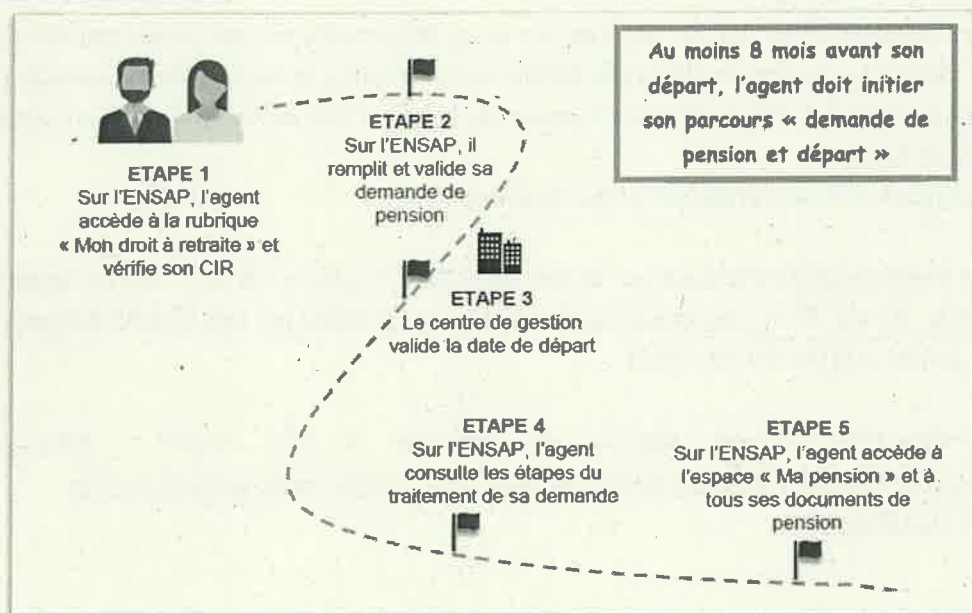 Au moins 8 mois avant son
départ, l'agent doit initier
son parcours « demande de
pension et départ »
ETAPE 1
Sur l'ENSAP, l'agent
accède à la rubrique
« Mon droit à retraite » et
vérifie son CIR
ETAPE 2
Sur l'ENSAP, il
remplit et valide sa
demande de
pension
ETAPE 3
Le centre de gestion
valide la date de départ
ETAPE 4
Sur l'ENSAP, l'agent
consulte les étapes du
traitement de sa demande
ETAPE 5
Sur l'ENSAP, l'agent accède à
l'espace « Ma pension » et à
tous ses documents de
pension